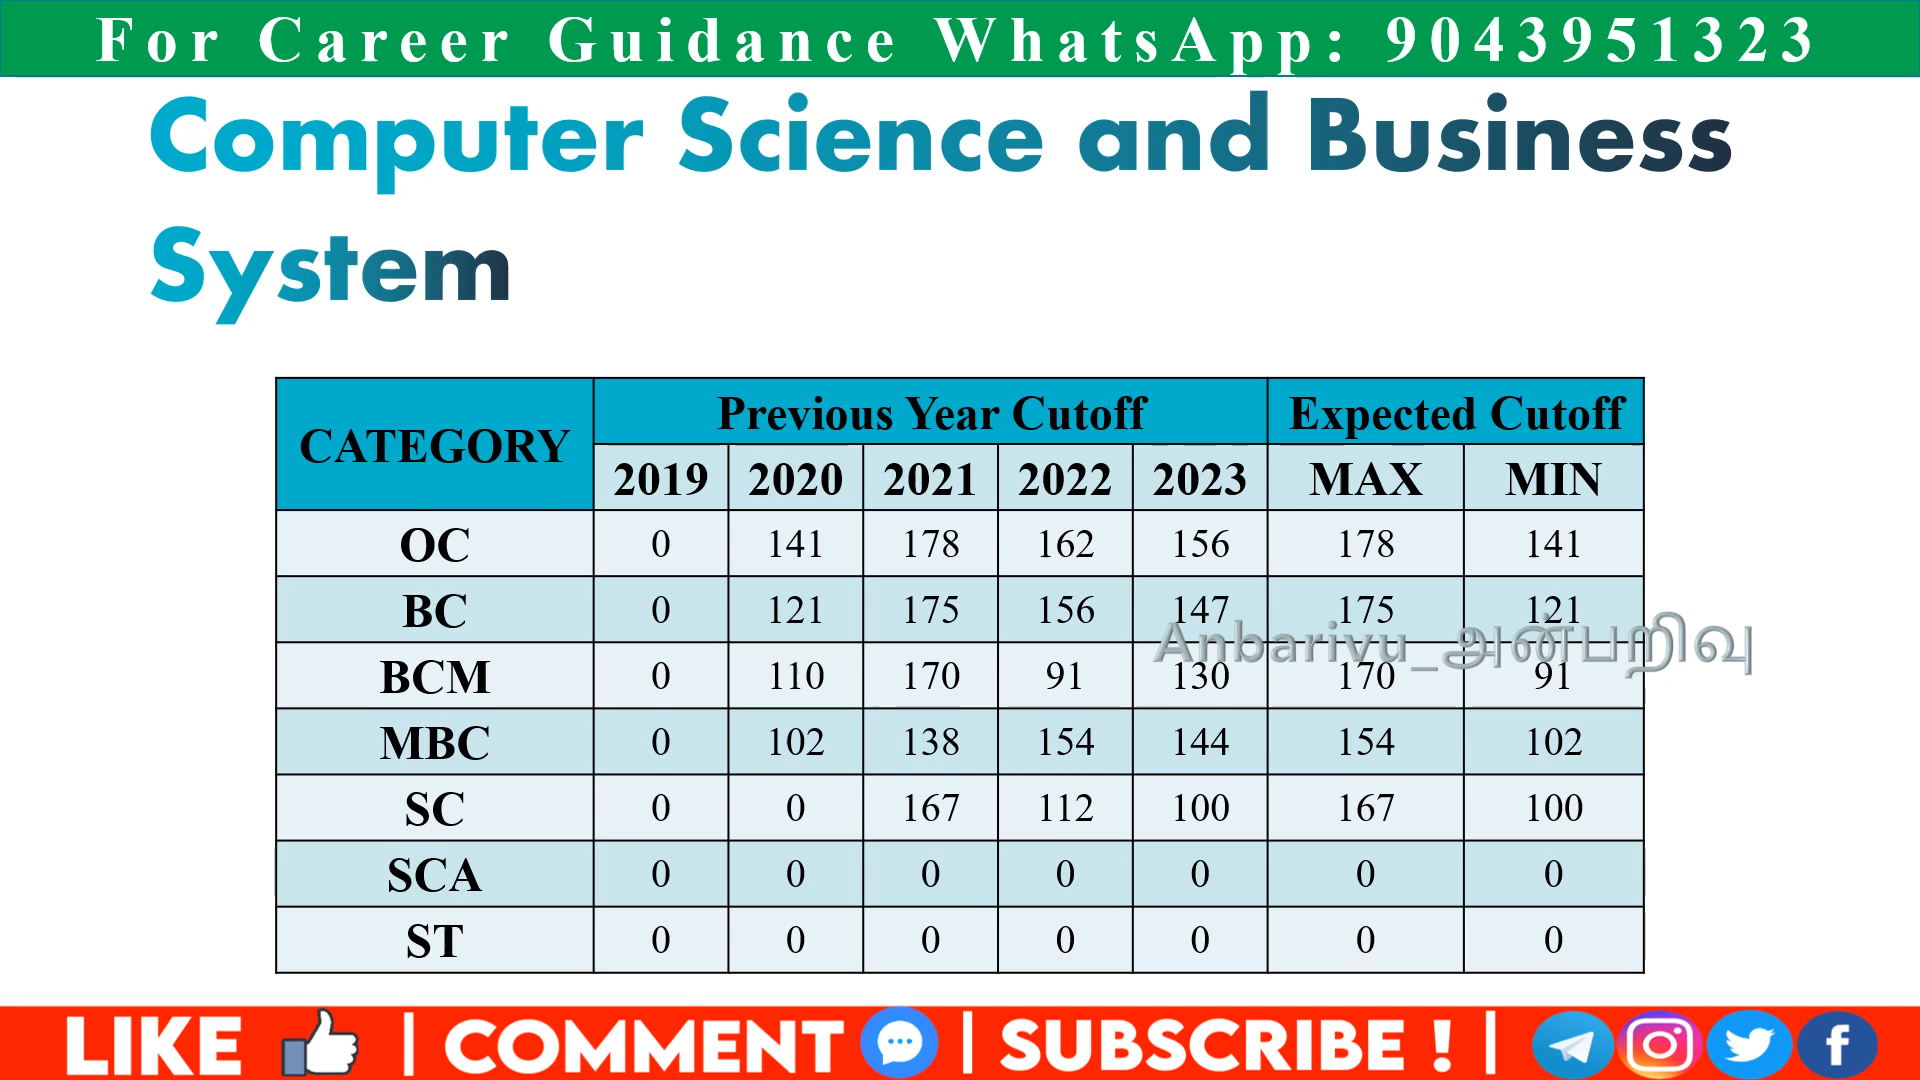 For Career Guidance WhatsApp: 9043951323
Computer Science and Business
System
CATEGORY Previous Year Cutoff Expected Cutoff
2019 2020 2021 2022 2023 MAX MIN
OC 0 141 178 162 156 178 141
BC 0 121 175 156 147 175 121
Anbarivu_அன்பறிவு
BCM 0 110 170 91 130 170 91
MBC 0 102 138 154 144 154 102
SC 0 0 167 112 100 167 100
SCA 0 0 0 0 0 0 0
ST 0 0 0 0 0 0 0
LIKE | COMMENT | SUBSCRIBE ! |